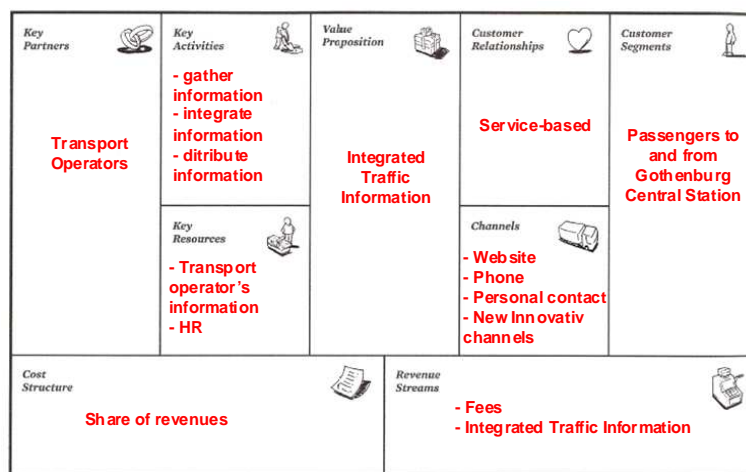 Key
Partners
Transport
Operators
Key
Activities
- gather
information
- integrate
information
- ditribute
information
Key
Resources
- Transport
operator's
information
- HR
Value
Proposition
Integrated
Traffic
Information
Customer
Relationships
Service-based
Channels
- Website
- Phone
- Personal contact
- New Innovativ
channels
Customer
Segments
Passengers to
and from
Gothenburg
Central Station
Cost
Structure
Share of revenues
Revenue
Streams
- Fees
- Integrated Traffic Information